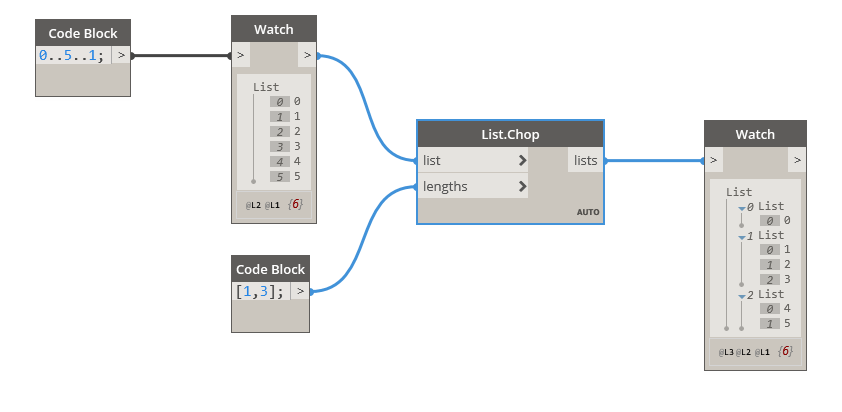 Code Block
0..5..1; >
Watch
> >
List
0 0
1 1
2 2
3 3
4 4
5 5
@L2 @L1 {6}
Code Block
[1,3]; >
List.Chop
list lists
lengths
AUTO
Watch
> >
List
0 List
0 0
1 List
0 1
1 2
2 3
2 List
0 4
1 5
@L3 @L2 @L1 {6}